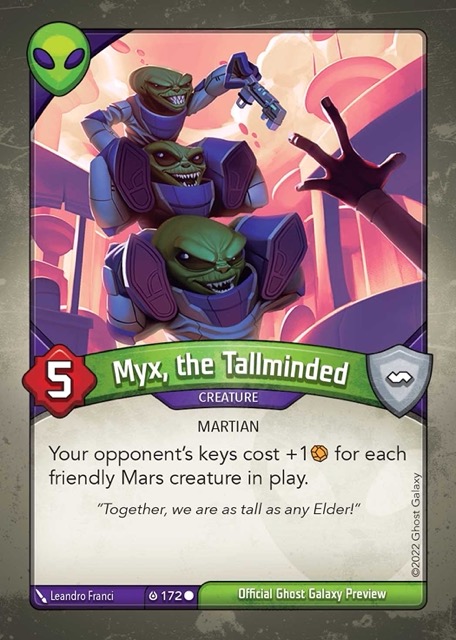 5
Myx, the Tallminded
CREATURE
MARTIAN
Your opponent's keys cost +1 for each
friendly Mars creature in play.
"Together, we are as tall as any Elder!"
©2022 Ghost Galaxy
Leandro Franci
172
Official Ghost Galaxy Preview